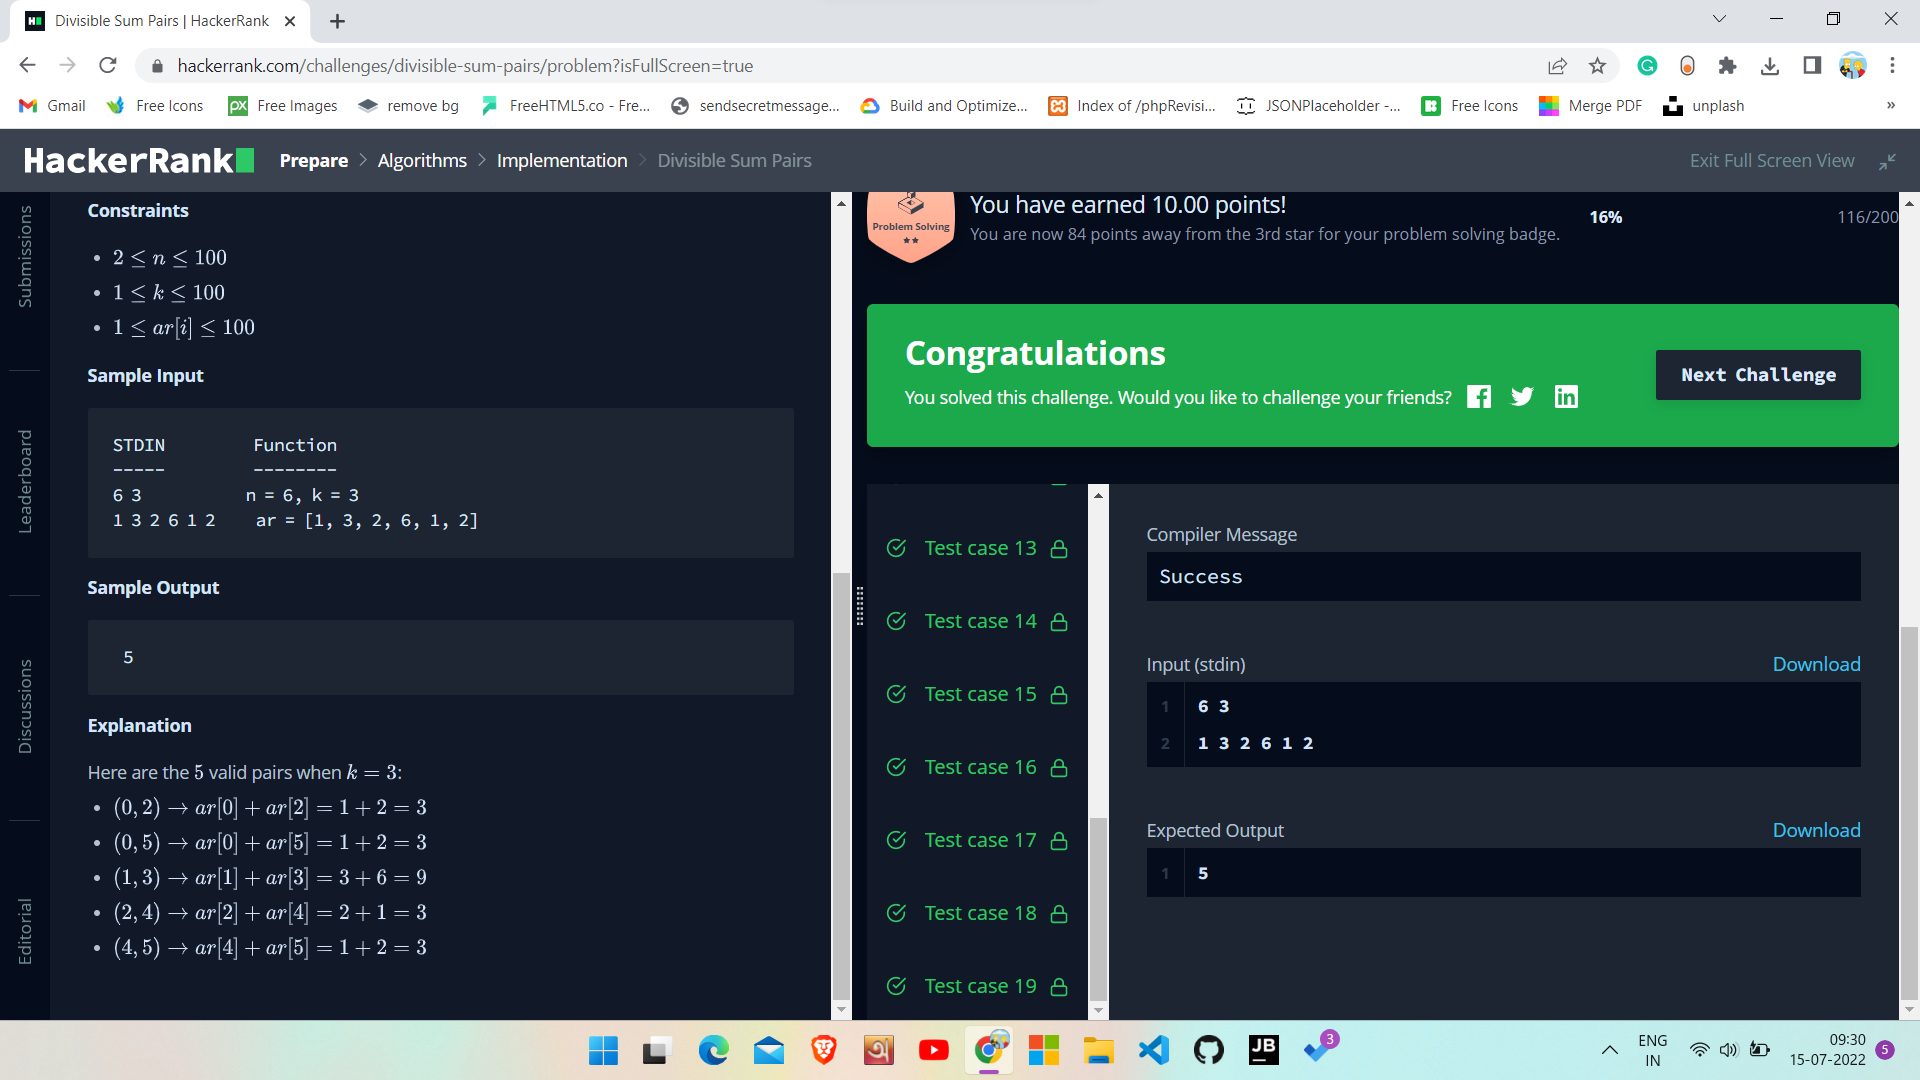 Divisible Sum Pairs | HackerRank
hackerrank.com/challenges/divisible-sum-pairs/problem?isFullScreen=true
Gmail Free Icons Free Images remove bg FreeHTML5.co - Fre... sendsecretmessage... Build and Optimize... Index of /phpRevisi... JSONPlaceholder -... Free Icons Merge PDF unplash »
HackerRank Prepare Algorithms Implementation Divisible Sum Pairs Exit Full Screen View
Submissions
Leaderboard
Discussions
Editorial
Constraints
• 2 ≤ n ≤ 100
• 1 ≤ k ≤ 100
• 1 ≤ ar[i] ≤ 100
Sample Input
STDIN Function
----- --------
6 3 n = 6, k = 3
1 3 2 6 1 2 ar = [1, 3, 2, 6, 1, 2]
Sample Output
5
Explanation
Here are the 5 valid pairs when k = 3:
• (0, 2) → ar[0] + ar[2] = 1 + 2 = 3
• (0, 5) → ar[0] + ar[5] = 1 + 2 = 3
• (1, 3) → ar[1] + ar[3] = 3 + 6 = 9
• (2, 4) → ar[2] + ar[4] = 2 + 1 = 3
• (4, 5) → ar[4] + ar[5] = 1 + 2 = 3
Problem Solving
You have earned 10.00 points!
You are now 84 points away from the 3rd star for your problem solving badge.
16% 116/200
Congratulations
You solved this challenge. Would you like to challenge your friends?
Next Challenge
Test case 13
Test case 14
Test case 15
Test case 16
Test case 17
Test case 18
Test case 19
Compiler Message
Success
Input (stdin) Download
1 6 3
2 1 3 2 6 1 2
Expected Output Download
1 5
JB
3
ENG
IN
09:30
15-07-2022
5